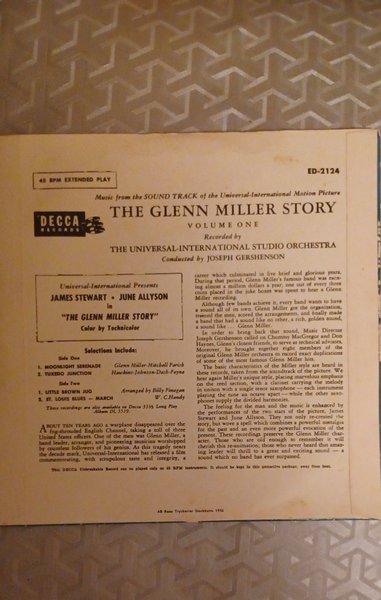 45 RPM EXTENDED PLAY
ED-2124
Music from the SOUND TRACK of the Universal-International Motion Picture
DECCA
RECORDS
THE GLENN MILLER STORY
VOLUME ONE
Recorded by
THE UNIVERSAL-INTERNATIONAL STUDIO ORCHESTRA
Conducted by JOSEPH GERSHENSON
Universal-International Presents
JAMES STEWART • JUNE ALLYSON
in
"THE GLENN MILLER STORY"
Color by Technicolor
Selections include:
Side One
1. MOONLIGHT SERENADE Glenn Miller-Mitchell Parish
2. TUXEDO JUNCTION Hawkins-Johnson-Dash-Feyne
Side Two
1. LITTLE BROWN JUG Arranged by Billy Finegan
2. ST. LOUIS BLUES — MARCH W. C. Handy
These recordings are also available on Decca 33⅓ Long Play
Album DL 5519.
ABOUT TEN YEARS AGO a warplane disappeared over the
fog-shrouded English Channel, taking a toll of three
United States officers. One of the men was Glenn Miller, a
band leader, arranger, and pioneering musician worshipped
by countless followers of his genius. As this tragedy nears
the decade mark, Universal-International has released a film
commemorating, with scrupulous taste and integrity, a
career which culminated in five brief and glorious years.
During that period, Glenn Miller's famous band was earning
almost a million dollars a year; one out of every three
coins placed in the juke boxes was spent to hear a Glenn
Miller recording.
Although few bands achieve it, every band wants to have
a sound all of its own. Glenn Miller got the organization,
the men, scored the arrangements, and finally made
a band that had a sound like no other, a rich, golden sound,
a sound like ... Glenn Miller.
In order to bring back that sound, Music Director
Joseph Gershenson called on Chummy MacGregor and Don
Haynes, Glenn's closest friends, to serve as technical advisors.
Moreover, he brought together eight members of the
original Glenn Miller orchestra to record exact duplications
of some of the most famous Glenn Miller hits.
The basic characteristics of the Miller style are heard in
these records, taken from the soundtrack of the picture. We
hear again Miller's unique style, placing marvelous emphasis
on the reed section, with a clarinet carrying the melody
in unison with a single tenor saxophone — each instrument
playing the same an octave apart — while the other saxophones
supply the desired harmonies.
The feeling for the man and the music is enhanced by
the performances of the two stars of the picture, James
Stewart and June Allyson. They not only re-created the
story, but wove a spell which combines a powerful nostalgia
for the past and an even more powerful evocation of the
present. These records preserve the Glenn Miller character.
Those who are old enough to remember it will
cherish this re-animation; those who never heard this amazing
leader will thrill to a great and exciting sound — a
sound which no band has ever surpassed.
This DECCA Unbreakable Record can be played only on 45 RPM instruments. It should be kept in this protective package, away from heat.
AB Rasa Tryckerier Stockholm 1956